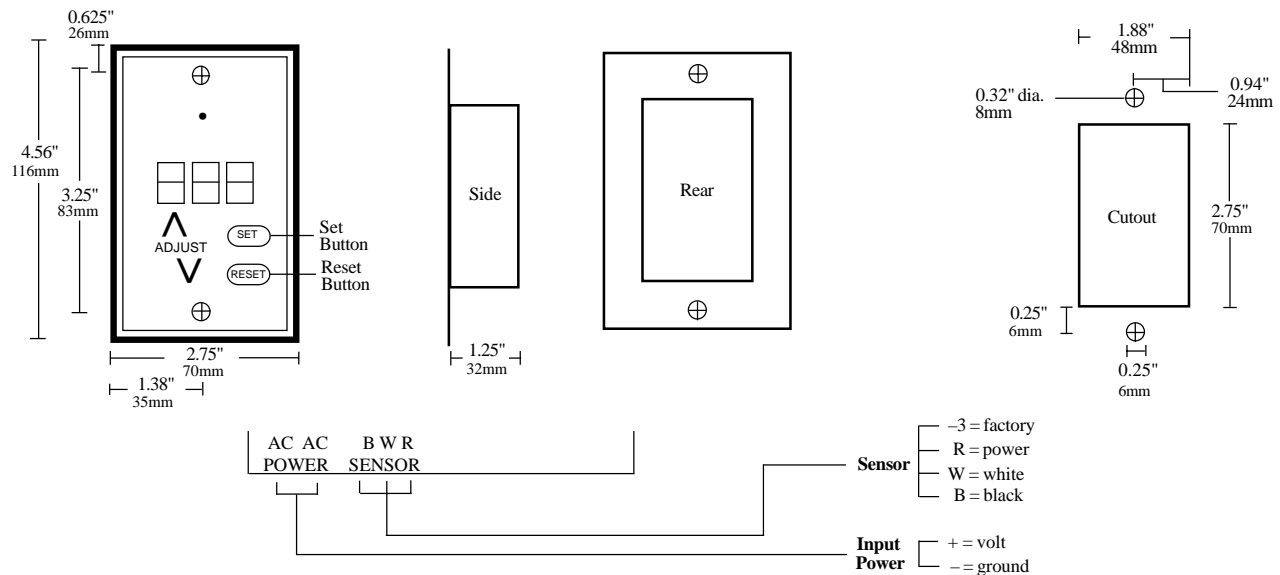 0.625"
26mm
4.56"
116mm
3.25"
83mm
ADJUST
SET
RESET
Set
Button
Reset
Button
2.75"
70mm
1.38"
35mm
Side
1.25"
32mm
Rear
1.88"
48mm
0.94"
24mm
0.32" dia.
8mm
Cutout
2.75"
70mm
0.25"
6mm
0.25"
6mm
AC AC B W R
POWER SENSOR
Sensor
–3 = factory
R = power
W = white
B = black
Input
Power
+ = volt
– = ground